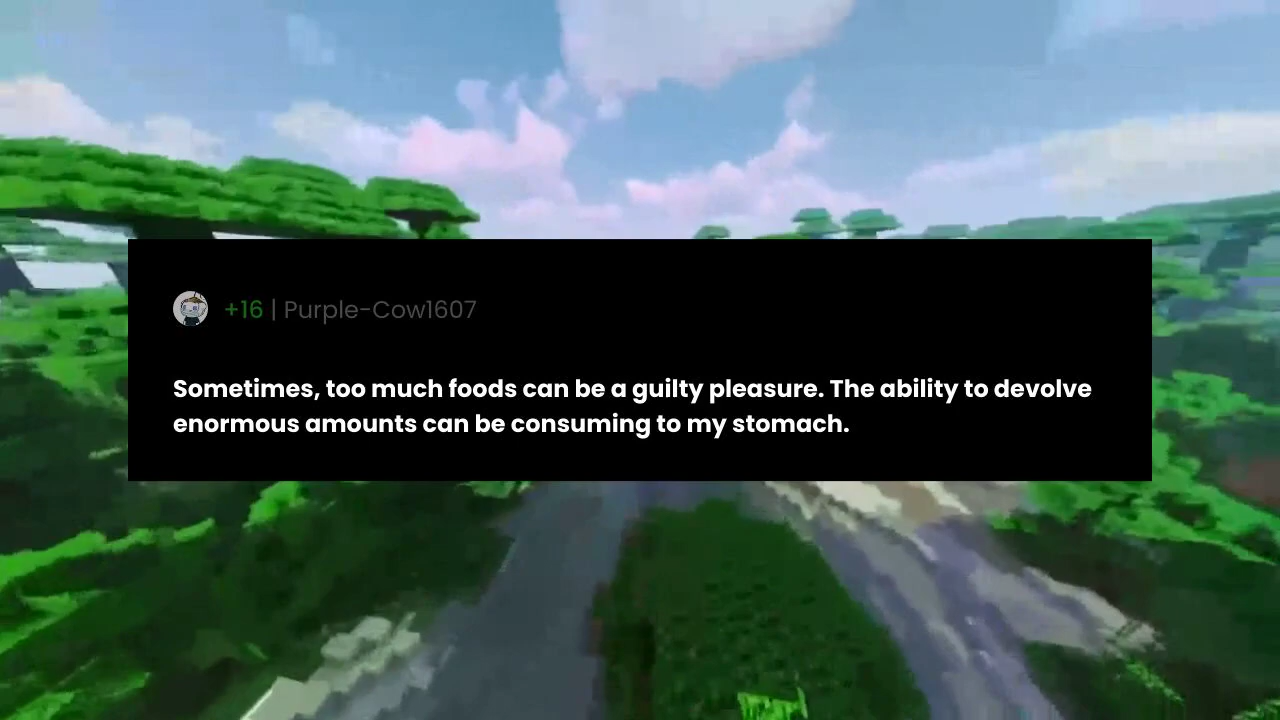 +16 | Purple-Cow1607
Sometimes, too much foods can be a guilty pleasure. The ability to devolve
enormous amounts can be consuming to my stomach.